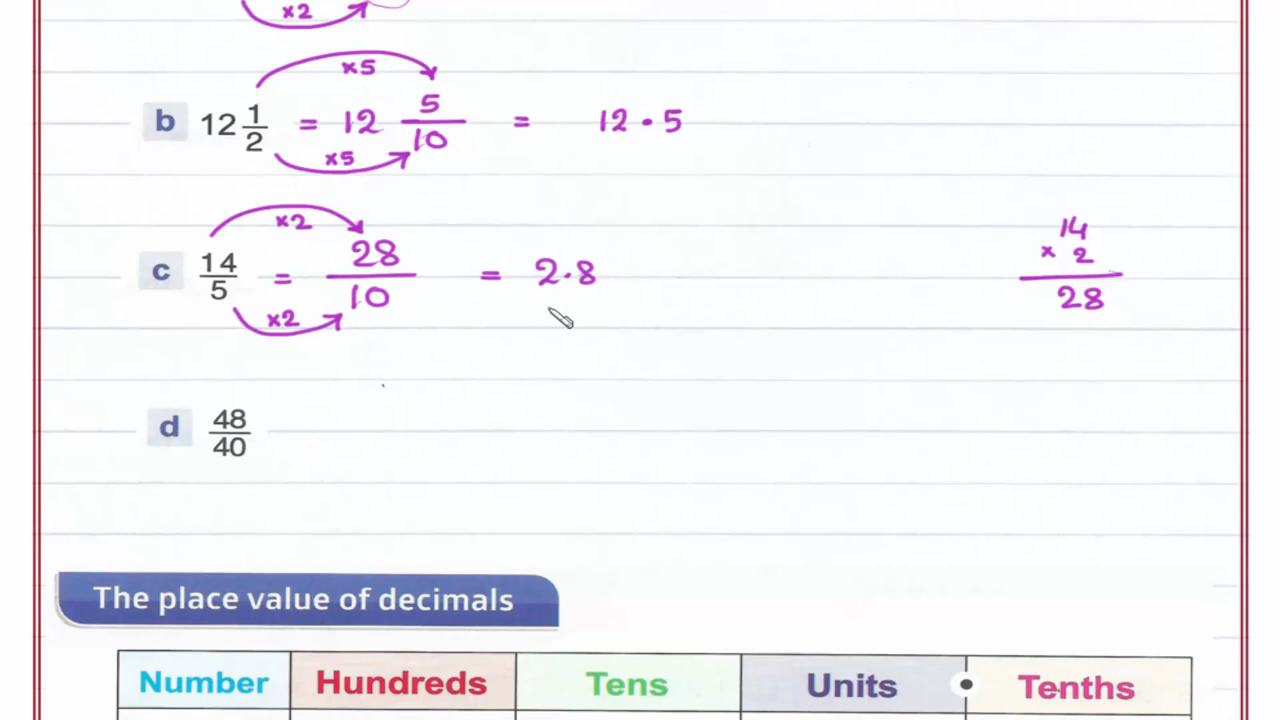 ×2
×5
b 12 1/2 = 12 5/10 = 12.5
×5
×2
c 14/5 = 28/10 = 2.8
×2
14
× 2
28
d 48/40
The place value of decimals
Number Hundreds Tens Units • Tenths